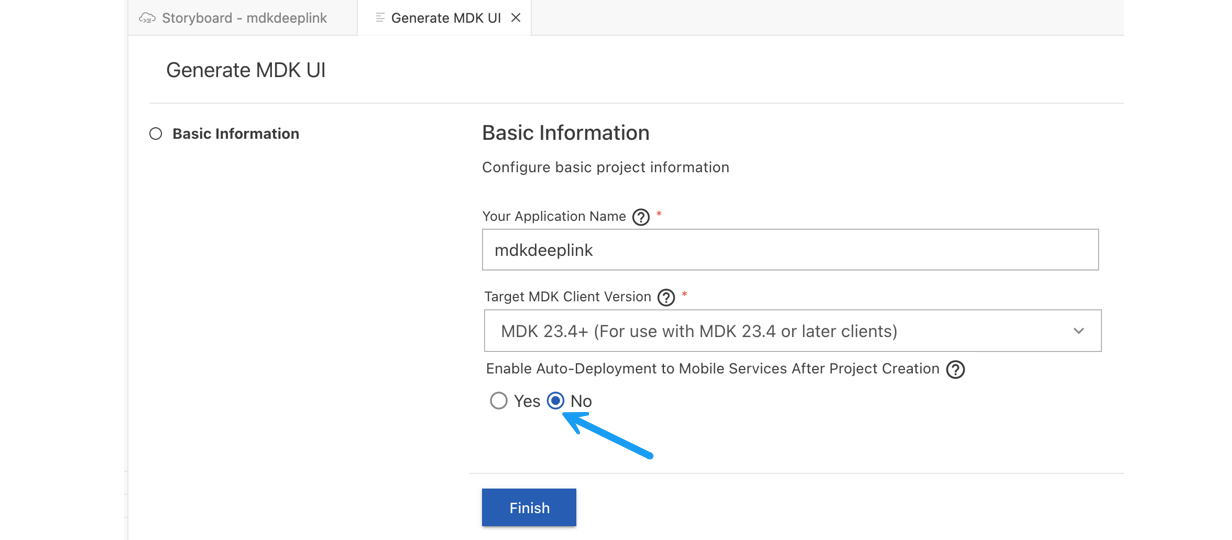 Storyboard - mdkdeeplink
Generate MDK UI
Generate MDK UI
Basic Information
Basic Information
Configure basic project information
Your Application Name ? *
mdkdeeplink
Target MDK Client Version ? *
MDK 23.4+ (For use with MDK 23.4 or later clients)
Enable Auto-Deployment to Mobile Services After Project Creation ?
Yes No
Finish